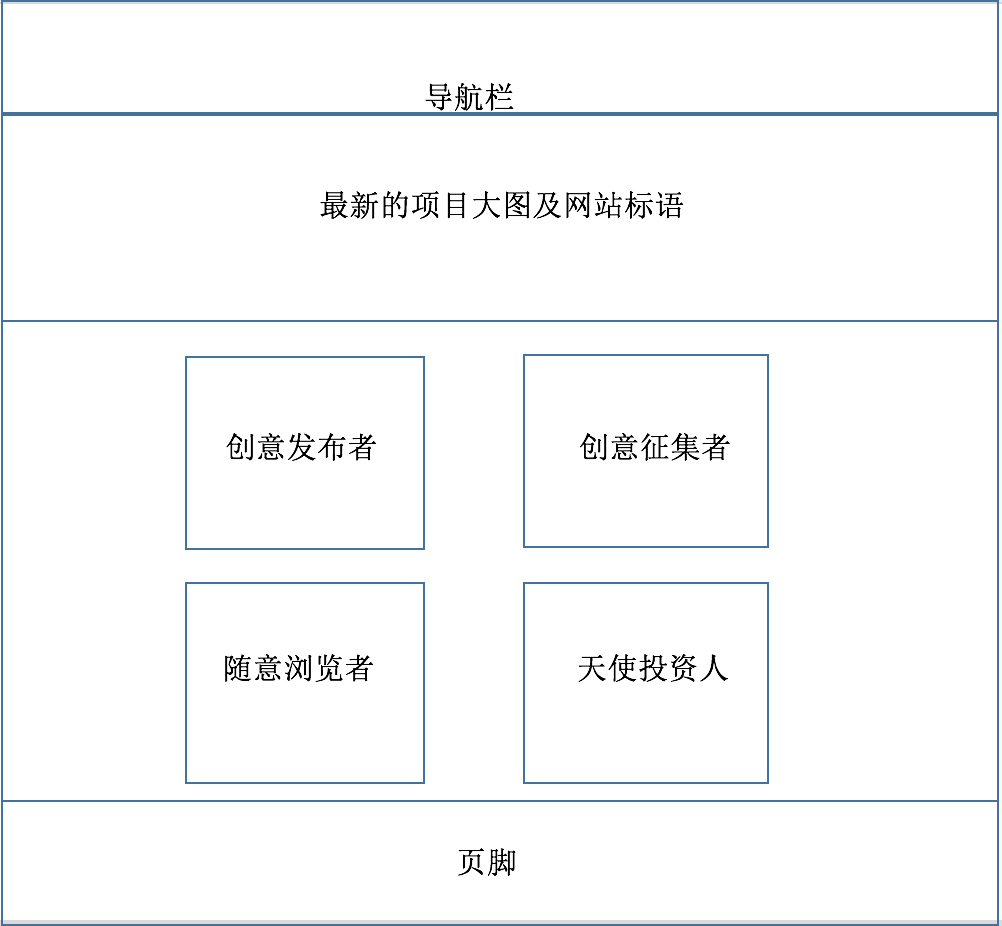 导航栏
最新的项目大图及网站标语
创意发布者
创意征集者
随意浏览者
天使投资人
页脚